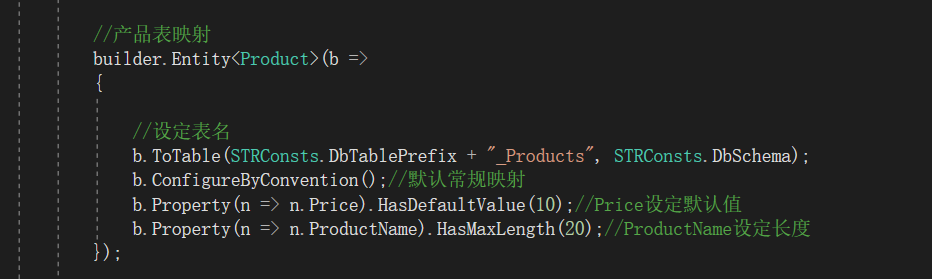 //产品表映射
builder.Entity<Product>(b =>
{
//设定表名
b.ToTable(STRConsts.DbTablePrefix + "_Products", STRConsts.DbSchema);
b.ConfigureByConvention();//默认常规映射
b.Property(n => n.Price).HasDefaultValue(10);//Price设定默认值
b.Property(n => n.ProductName).HasMaxLength(20);//ProductName设定长度
});